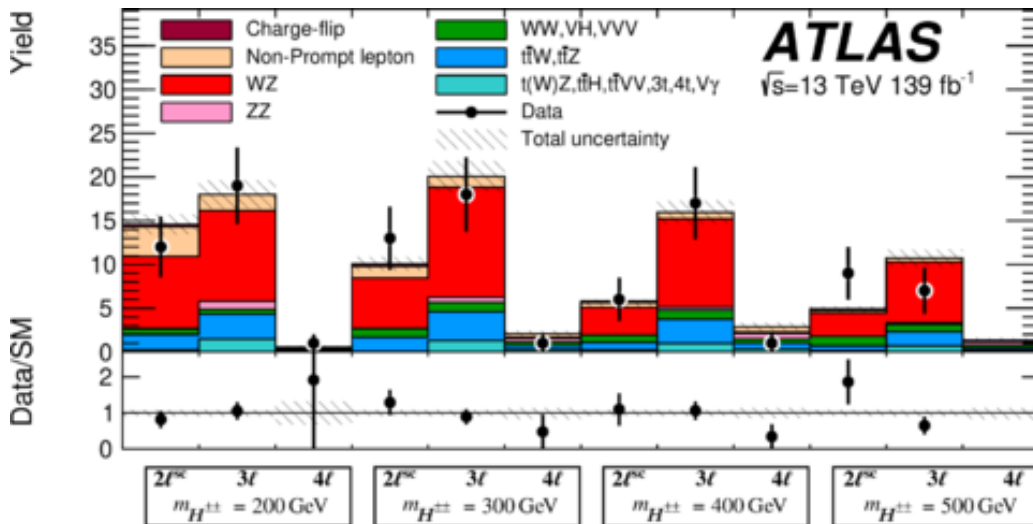 Yield
35
30
25
20
15
10
5
0
Charge-flip
Non-Prompt lepton
WZ
ZZ
WW,VH,VVV
tt̄W,tt̄Z
t(W)Z,tt̄H,tt̄VV,3t,4t,Vγ
Data
Total uncertainty
ATLAS
√s=13 TeV 139 fb⁻¹
Data/SM
2
1
0
2ℓˢᶜ 3ℓ 4ℓ
m_H±± = 200 GeV
2ℓˢᶜ 3ℓ 4ℓ
m_H±± = 300 GeV
2ℓˢᶜ 3ℓ 4ℓ
m_H±± = 400 GeV
2ℓˢᶜ 3ℓ 4ℓ
m_H±± = 500 GeV